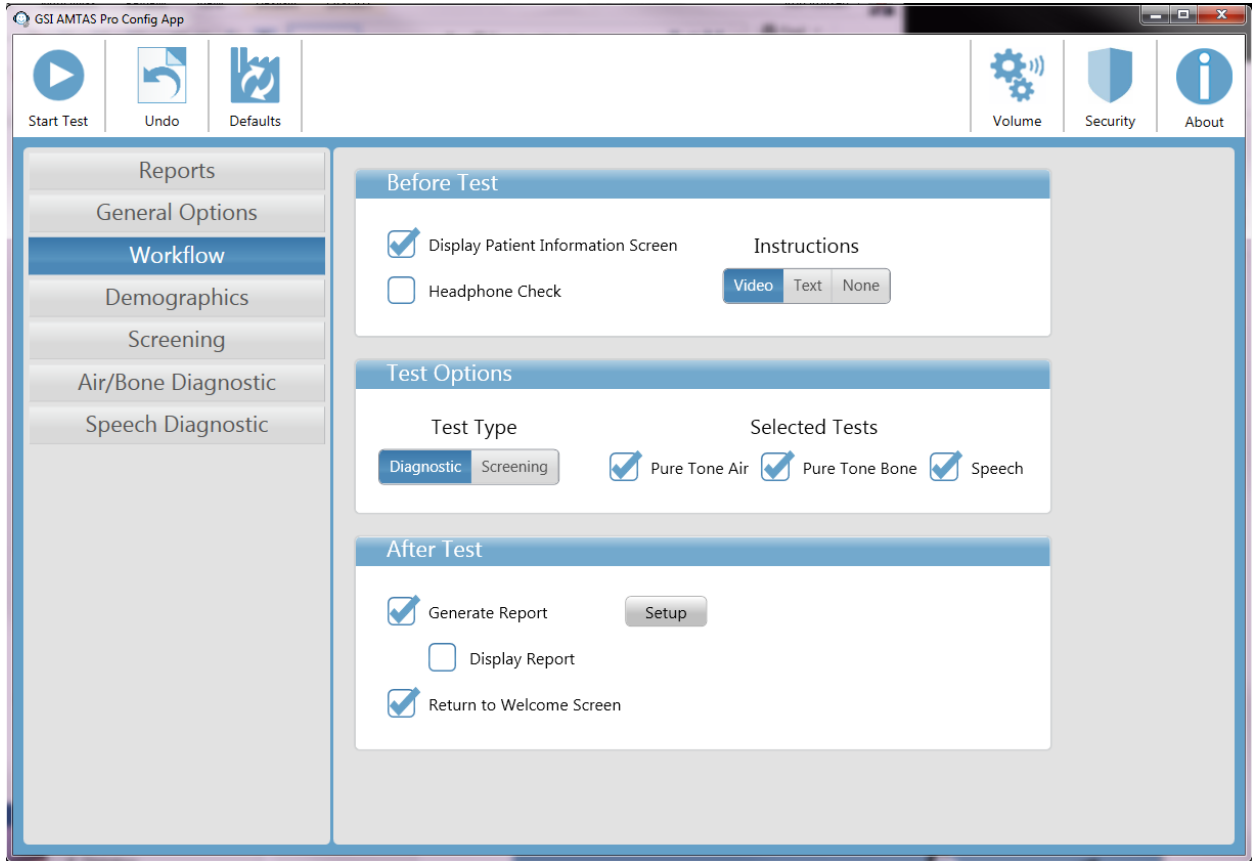 GSI AMTAS Pro Config App
Start Test
Undo
Defaults
Volume
Security
About
Reports
General Options
Workflow
Demographics
Screening
Air/Bone Diagnostic
Speech Diagnostic
Before Test
Display Patient Information Screen
Instructions
Headphone Check
Video Text None
Test Options
Test Type
Selected Tests
Diagnostic Screening
Pure Tone Air Pure Tone Bone Speech
After Test
Generate Report
Setup
Display Report
Return to Welcome Screen